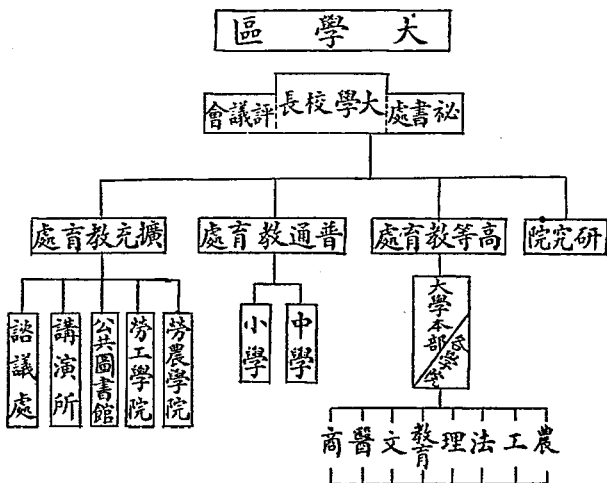 大學區
祕書處
大學校長
評議會
研究院
高等教育處
普通教育處
擴充教育處
大學本部
中學
小學
勞農學院
勞工學院
公共圖書館
講演所
諮議處
農
工
法
理
教育
文
醫
商